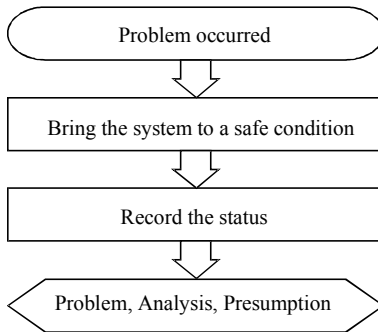 Problem occurred
Bring the system to a safe condition
Record the status
Problem, Analysis, Presumption